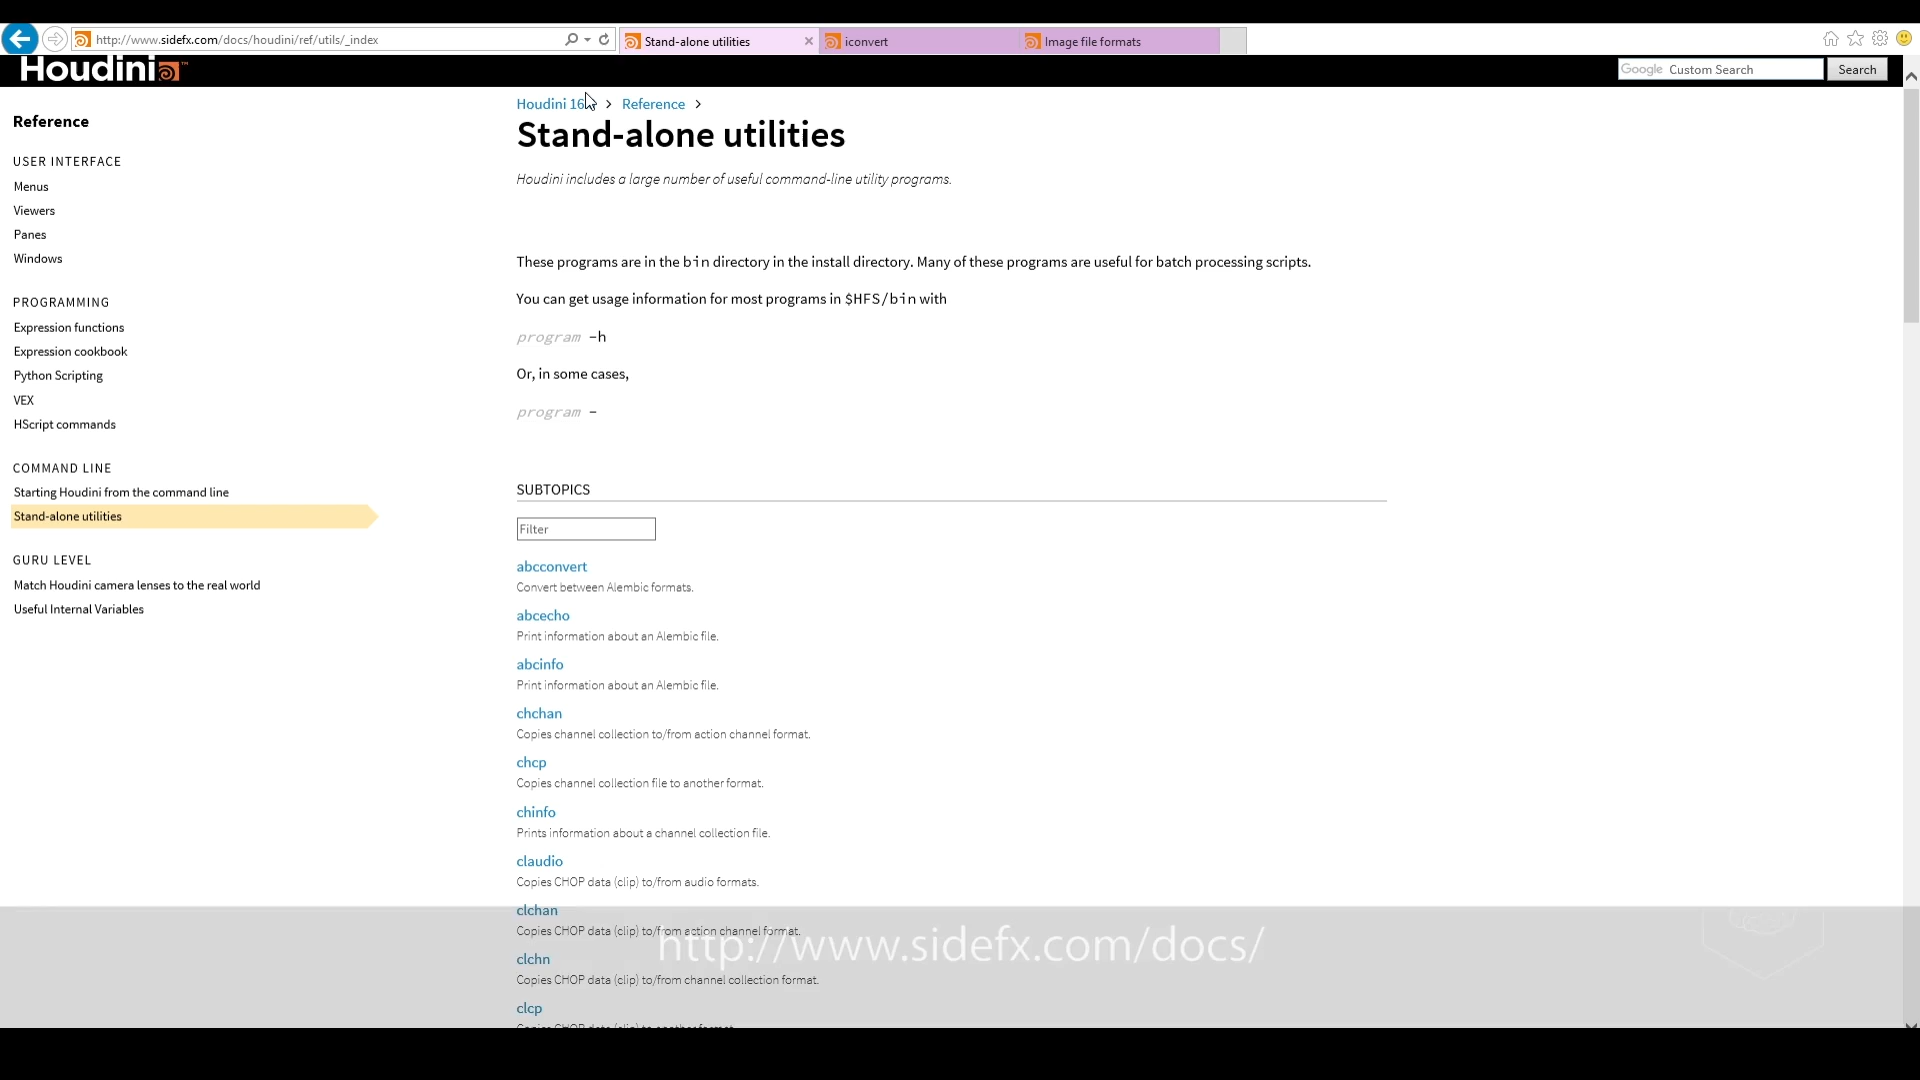 http://www.sidefx.com/docs/houdini/ref/utils/_index
Stand-alone utilities
iconvert
Image file formats
Houdini
Google Custom Search
Search
Houdini 16
Reference
Stand-alone utilities
Houdini includes a large number of useful command-line utility programs.
These programs are in the bin directory in the install directory. Many of these programs are useful for batch processing scripts.
You can get usage information for most programs in $HFS/bin with
program -h
Or, in some cases,
program -
SUBTOPICS
Filter
abcconvert
Convert between Alembic formats.
abcecho
Print information about an Alembic file.
abcinfo
Print information about an Alembic file.
chchan
Copies channel collection to/from action channel format.
chcp
Copies channel collection file to another format.
chinfo
Prints information about a channel collection file.
claudio
Copies CHOP data (clip) to/from audio formats.
clchan
Copies CHOP data (clip) to/from action channel format.
clchn
Copies CHOP data (clip) to/from channel collection format.
clcp
Copies CHOP data (clip) to another format.
Reference
USER INTERFACE
Menus
Viewers
Panes
Windows
PROGRAMMING
Expression functions
Expression cookbook
Python Scripting
VEX
HScript commands
COMMAND LINE
Starting Houdini from the command line
Stand-alone utilities
GURU LEVEL
Match Houdini camera lenses to the real world
Useful Internal Variables
http://www.sidefx.com/docs/